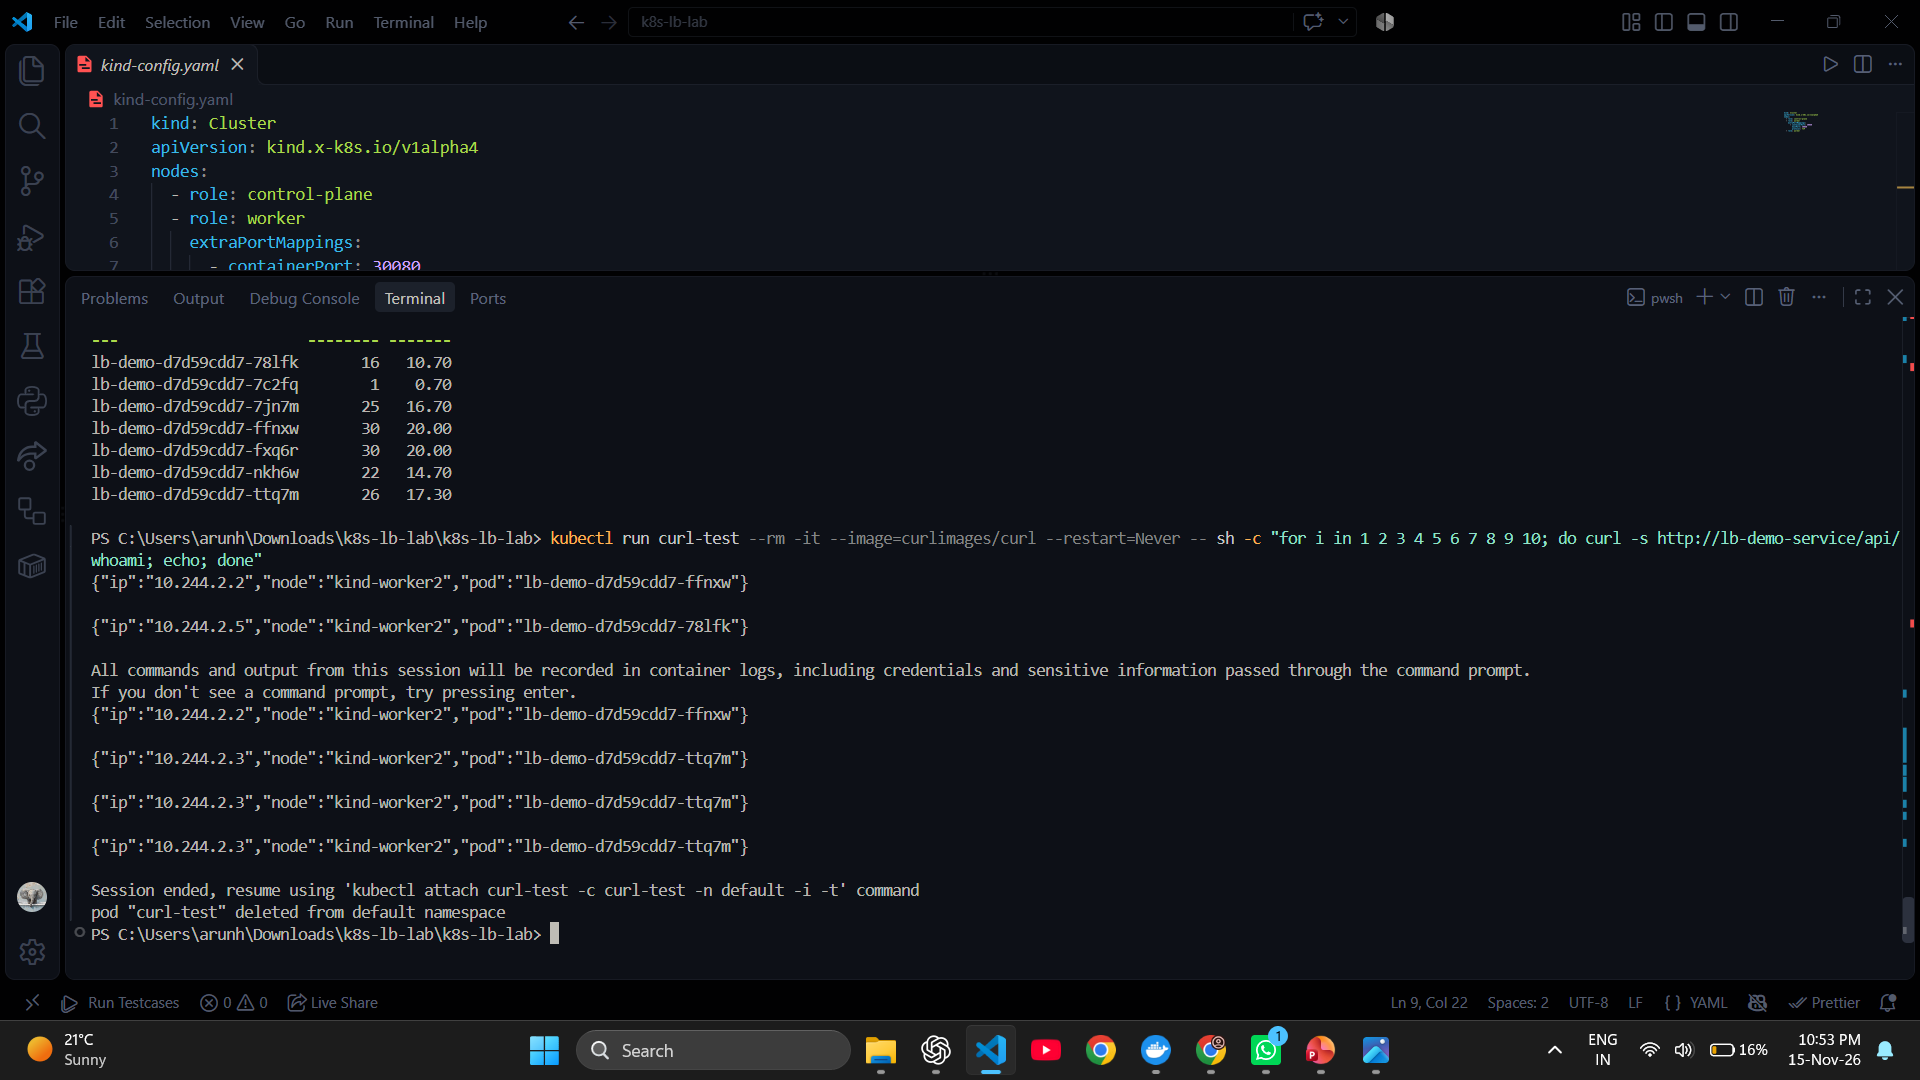 File Edit Selection View Go Run Terminal Help
k8s-lb-lab
kind-config.yaml
kind-config.yaml
1 kind: Cluster
2 apiVersion: kind.x-k8s.io/v1alpha4
3 nodes:
4 - role: control-plane
5 - role: worker
6 extraPortMappings:
7 - containerPort: 30080
Problems Output Debug Console Terminal Ports
pwsh
--- -------- -------
lb-demo-d7d59cdd7-78lfk 16 10.70
lb-demo-d7d59cdd7-7c2fq 1 0.70
lb-demo-d7d59cdd7-7jn7m 25 16.70
lb-demo-d7d59cdd7-ffnxw 30 20.00
lb-demo-d7d59cdd7-fxq6r 30 20.00
lb-demo-d7d59cdd7-nkh6w 22 14.70
lb-demo-d7d59cdd7-ttq7m 26 17.30
PS C:\Users\arunh\Downloads\k8s-lb-lab\k8s-lb-lab> kubectl run curl-test --rm -it --image=curlimages/curl --restart=Never -- sh -c "for i in 1 2 3 4 5 6 7 8 9 10; do curl -s http://lb-demo-service/api/
whoami; echo; done"
{"ip":"10.244.2.2","node":"kind-worker2","pod":"lb-demo-d7d59cdd7-ffnxw"}
{"ip":"10.244.2.5","node":"kind-worker2","pod":"lb-demo-d7d59cdd7-78lfk"}
All commands and output from this session will be recorded in container logs, including credentials and sensitive information passed through the command prompt.
If you don't see a command prompt, try pressing enter.
{"ip":"10.244.2.2","node":"kind-worker2","pod":"lb-demo-d7d59cdd7-ffnxw"}
{"ip":"10.244.2.3","node":"kind-worker2","pod":"lb-demo-d7d59cdd7-ttq7m"}
{"ip":"10.244.2.3","node":"kind-worker2","pod":"lb-demo-d7d59cdd7-ttq7m"}
{"ip":"10.244.2.3","node":"kind-worker2","pod":"lb-demo-d7d59cdd7-ttq7m"}
Session ended, resume using 'kubectl attach curl-test -c curl-test -n default -i -t' command
pod "curl-test" deleted from default namespace
PS C:\Users\arunh\Downloads\k8s-lb-lab\k8s-lb-lab>
Run Testcases 0 0 Live Share Ln 9, Col 22 Spaces: 2 UTF-8 LF { } YAML Prettier
21°C
Sunny
Search
1
ENG
IN
16%
10:53 PM
15-Nov-26